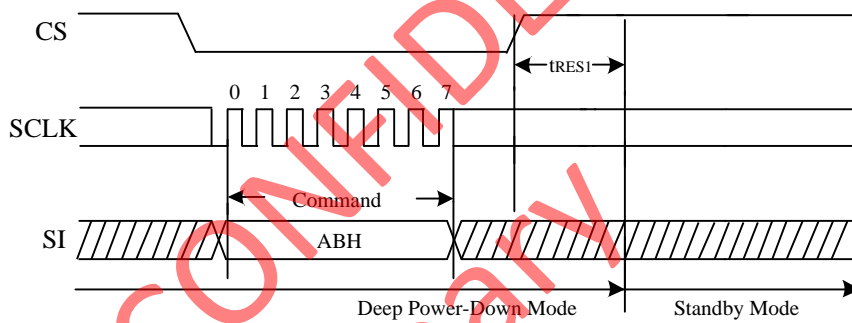 CS
tRES1
0 1 2 3 4 5 6 7
SCLK
Command
SI
ABH
Deep Power-Down Mode
Standby Mode